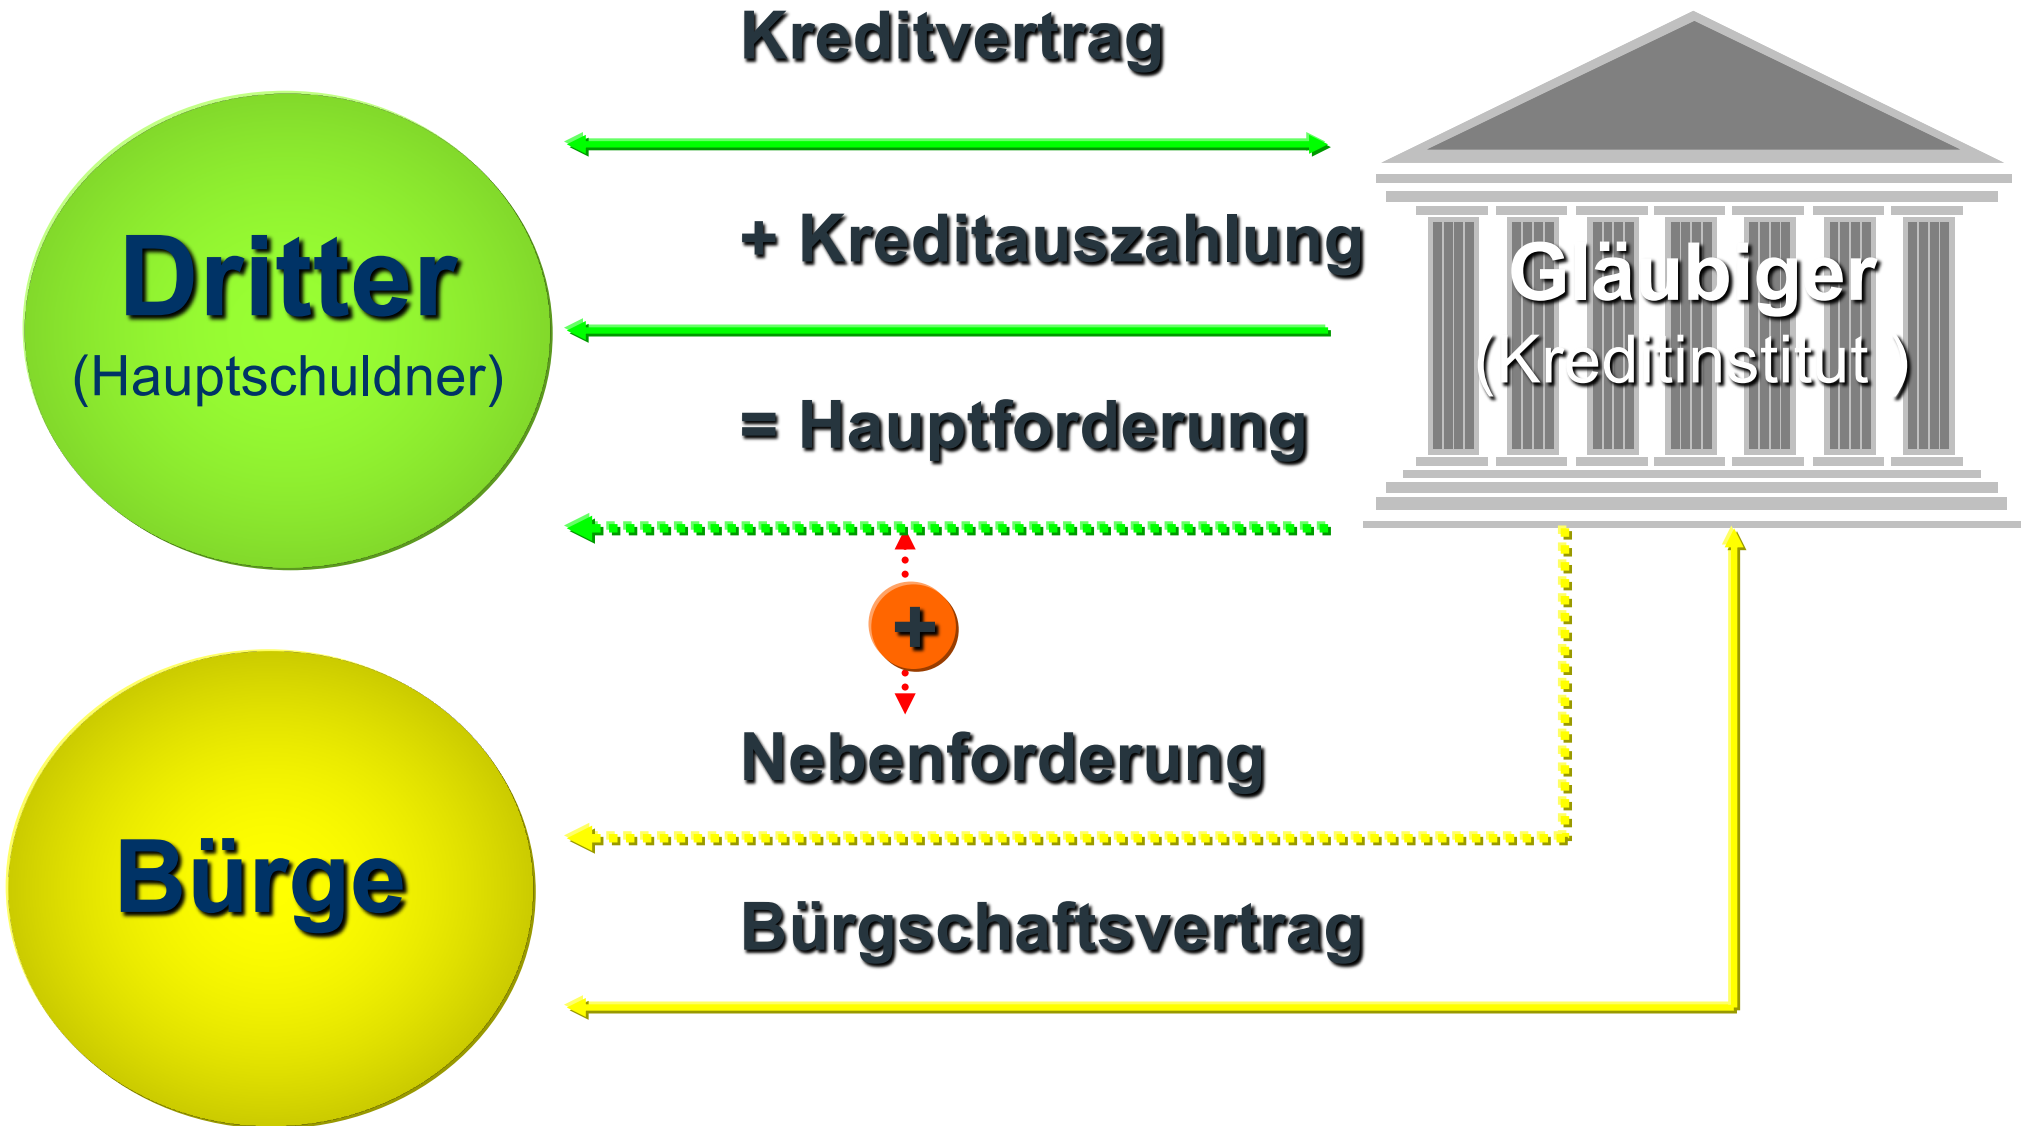 Kreditvertrag
+ Kreditauszahlung
Dritter
(Hauptschuldner)
Gläubiger
(Kreditinstitut )
= Hauptforderung
+
Nebenforderung
Bürge
Bürgschaftsvertrag